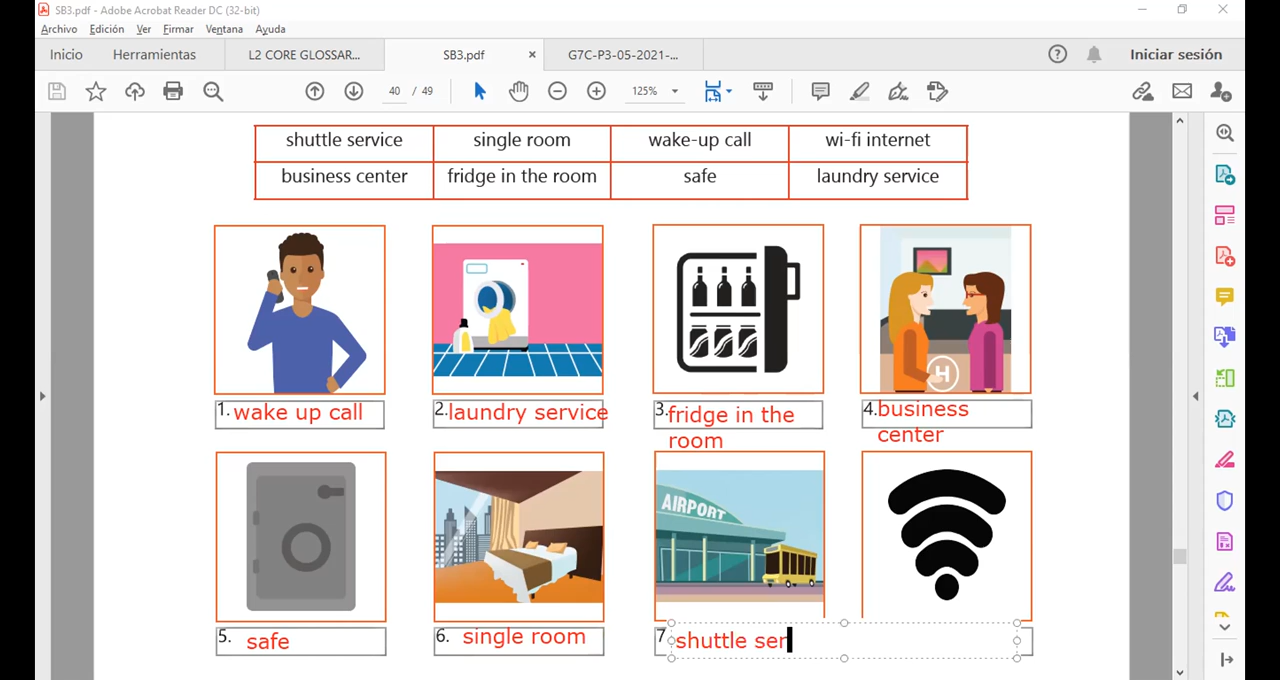 SB3.pdf - Adobe Acrobat Reader DC (32-bit)
Archivo Edición Ver Firmar Ventana Ayuda
Inicio Herramientas L2 CORE GLOSSAR... SB3.pdf × G7C-P3-05-2021-... Iniciar sesión
40 / 49 125%
shuttle service single room wake-up call wi-fi internet
business center fridge in the room safe laundry service
1. wake up call 2. laundry service 3. fridge in the room 4. business center
AIRPORT
H
5. safe 6. single room 7 shuttle ser